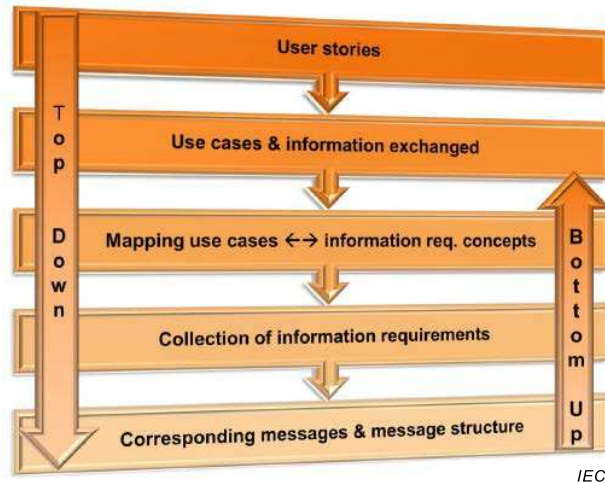 User stories
Use cases & information exchanged
Mapping use cases ←→ information req. concepts
Collection of information requirements
Corresponding messages & message structure
Top Down
Bottom Up
IEC